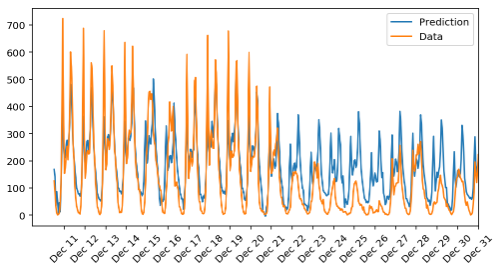 Prediction
Data
700
600
500
400
300
200
100
0
Dec 11
Dec 12
Dec 13
Dec 14
Dec 15
Dec 16
Dec 17
Dec 18
Dec 19
Dec 20
Dec 21
Dec 22
Dec 23
Dec 24
Dec 25
Dec 26
Dec 27
Dec 28
Dec 29
Dec 30
Dec 31